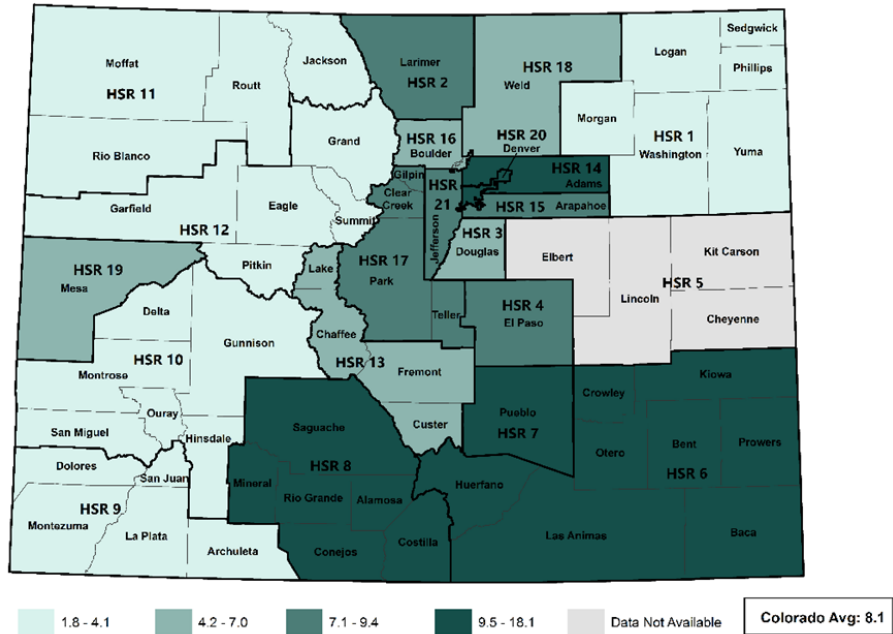 Sedgwick
Logan
Phillips
Moffat
HSR 11
Routt
Jackson
Larimer
HSR 2
HSR 18
Weld
Morgan
HSR 1
Washington
Yuma
Grand
HSR 16
Boulder
HSR 20
Denver
Rio Blanco
Gilpin
Clear
Creek
HSR
21
Jefferson
HSR 14
Adams
HSR 15
Arapahoe
Garfield
HSR 12
Eagle
Summit
HSR 3
Douglas
Elbert
Kit Carson
HSR 5
HSR 19
Mesa
Pitkin
Lake
HSR 17
Park
Lincoln
Cheyenne
Delta
Teller
HSR 4
El Paso
Gunnison
Chaffee
HSR 10
Montrose
HSR 13
Fremont
Kiowa
Crowley
Ouray
Custer
Pueblo
HSR 7
San Miguel
Hinsdale
Saguache
HSR 8
Otero
Bent
HSR 6
Prowers
Dolores
San Juan
Mineral
Rio Grande
Alamosa
Huerfano
HSR 9
Montezuma
La Plata
Archuleta
Conejos
Costilla
Las Animas
Baca
1.8 - 4.1
4.2 - 7.0
7.1 - 9.4
9.5 - 18.1
Data Not Available
Colorado Avg: 8.1